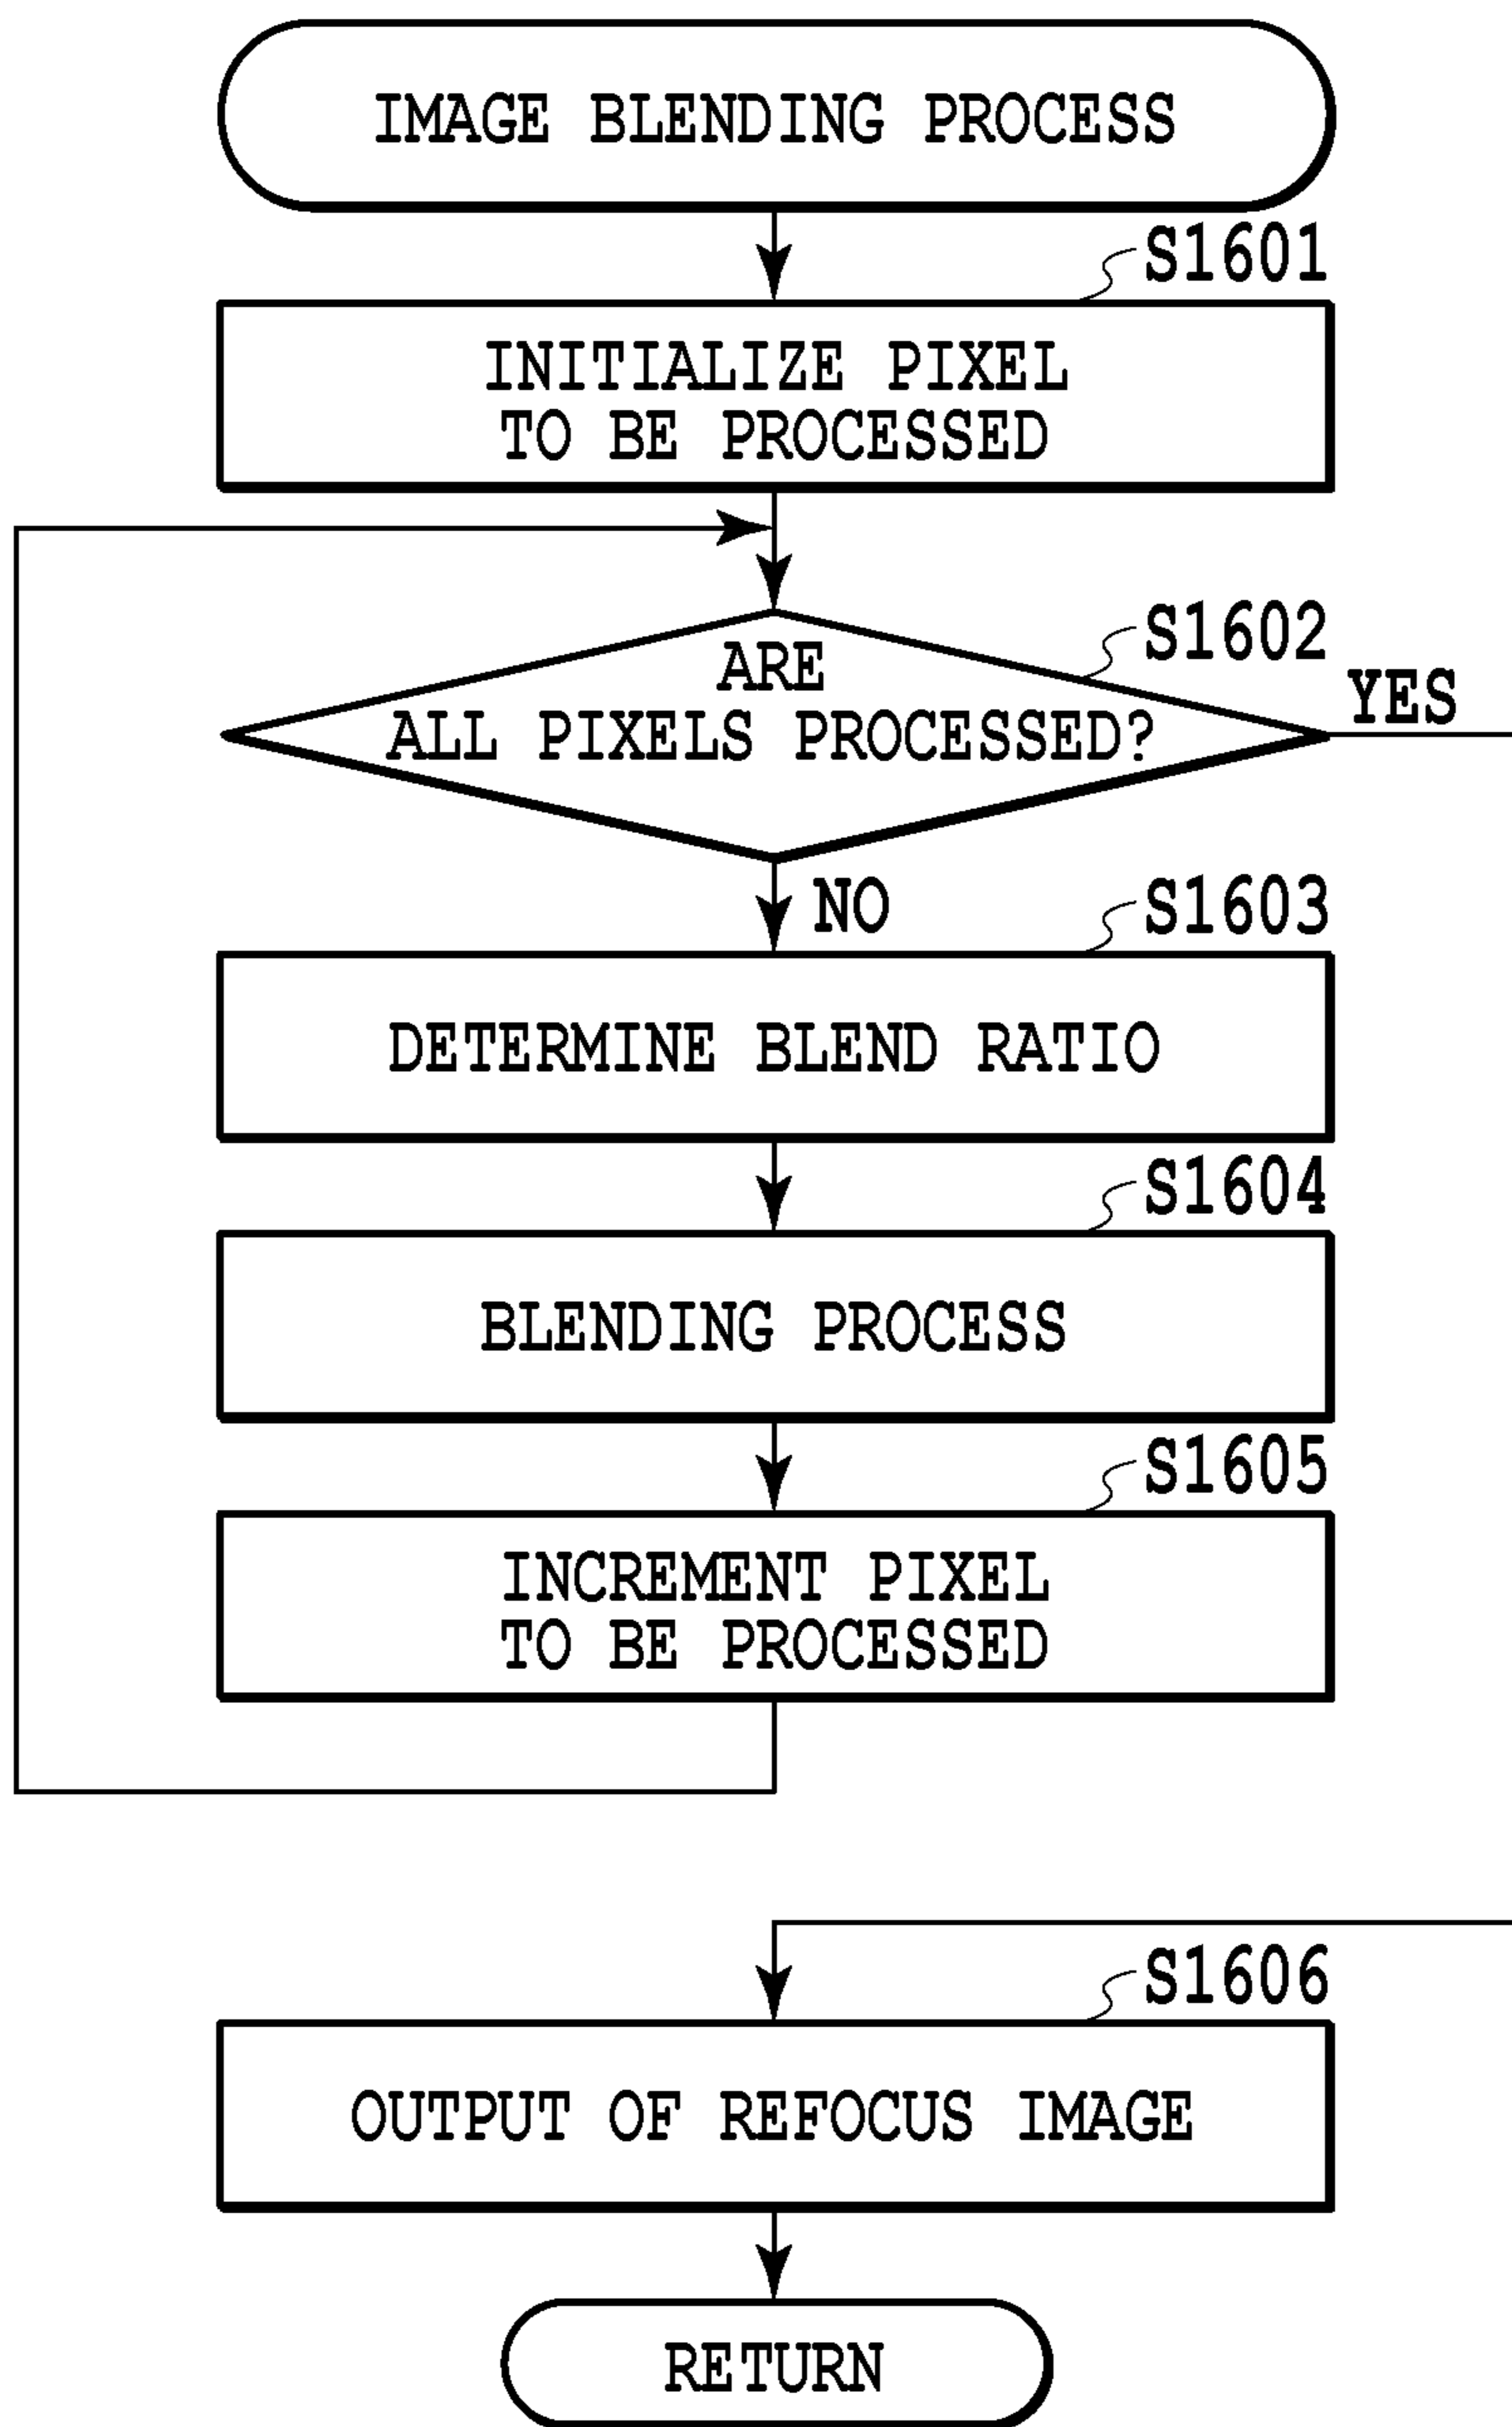 IMAGE BLENDING PROCESS
S1601
INITIALIZE PIXEL
TO BE PROCESSED
S1602
ARE
ALL PIXELS PROCESSED?
YES
NO
S1603
DETERMINE BLEND RATIO
S1604
BLENDING PROCESS
S1605
INCREMENT PIXEL
TO BE PROCESSED
S1606
OUTPUT OF REFOCUS IMAGE
RETURN